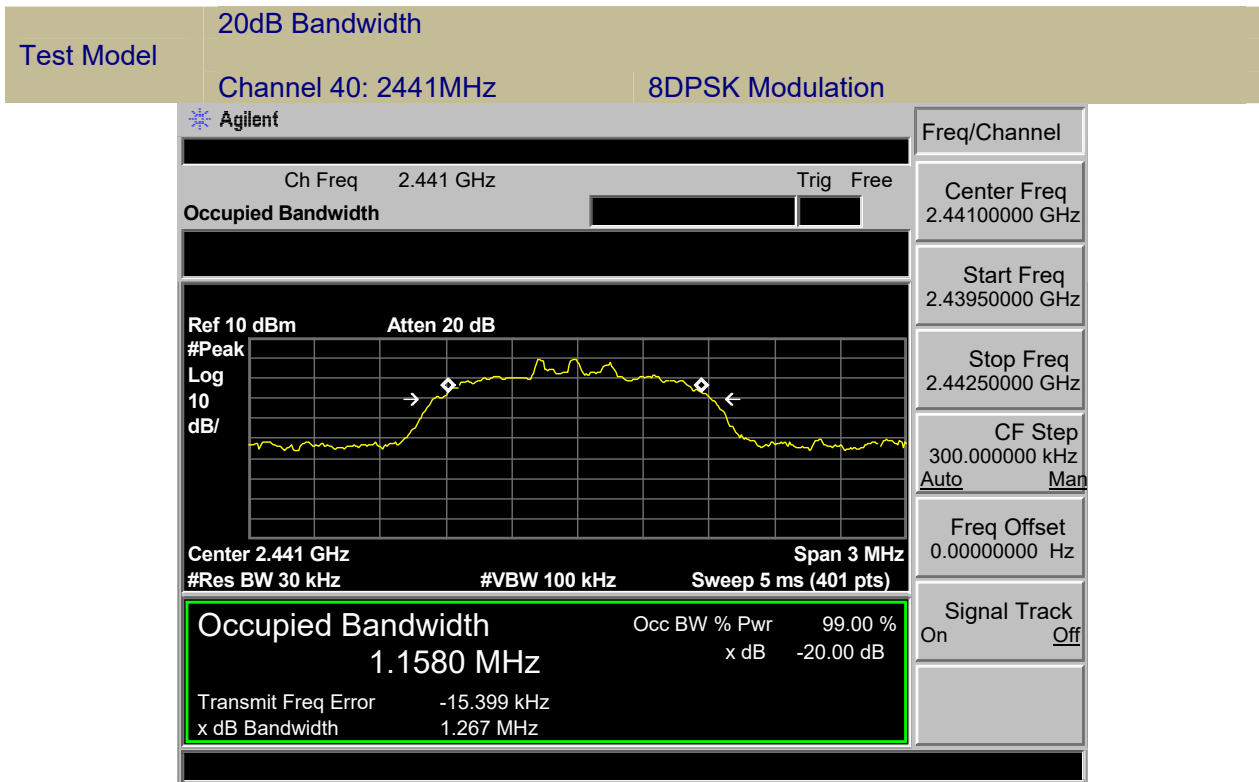 Test Model
20dB Bandwidth
Channel 40: 2441MHz 8DPSK Modulation
Agilent
Freq/Channel
Ch Freq 2.441 GHz Trig Free
Occupied Bandwidth
Center Freq
2.44100000 GHz
Start Freq
2.43950000 GHz
Stop Freq
2.44250000 GHz
CF Step
300.000000 kHz
Auto Man
Freq Offset
0.00000000 Hz
Signal Track
On Off
Ref 10 dBm Atten 20 dB
#Peak
Log
10
dB/
Center 2.441 GHz Span 3 MHz
#Res BW 30 kHz #VBW 100 kHz Sweep 5 ms (401 pts)
Occupied Bandwidth
1.1580 MHz
Occ BW % Pwr 99.00 %
x dB -20.00 dB
Transmit Freq Error -15.399 kHz
x dB Bandwidth 1.267 MHz